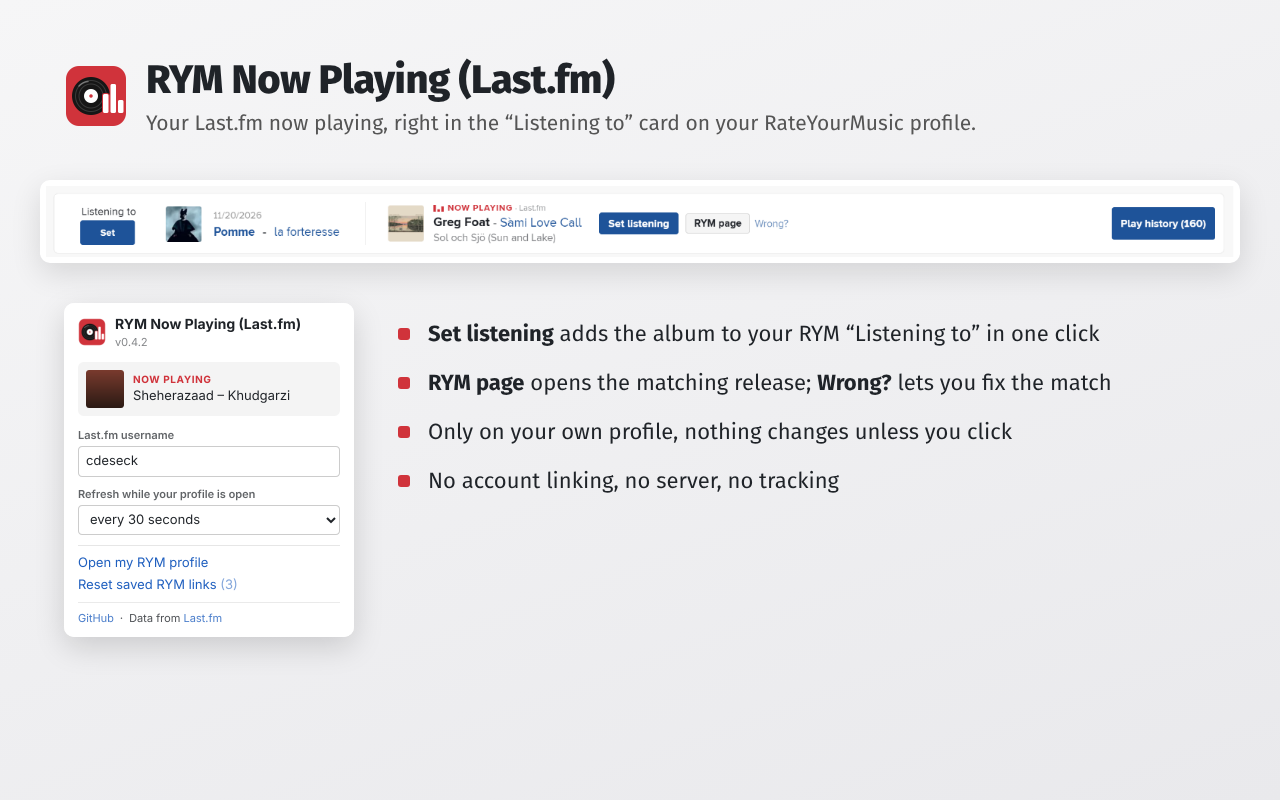 RYM Now Playing (Last.fm)
Your Last.fm now playing, right in the “Listening to” card on your RateYourMusic profile.
Listening to
Set
11/20/2026
Pomme - la forteresse
NOW PLAYING · Last.fm
Greg Foat - Sàmi Love Call
Sol och Sjö (Sun and Lake)
Set listening
RYM page
Wrong?
Play history (160)
RYM Now Playing (Last.fm)
v0.4.2
NOW PLAYING
Sheherazaad – Khudgarzi
Last.fm username
cdeseck
Refresh while your profile is open
every 30 seconds
Open my RYM profile
Reset saved RYM links (3)
GitHub · Data from Last.fm
Set listening adds the album to your RYM “Listening to” in one click
RYM page opens the matching release; Wrong? lets you fix the match
Only on your own profile, nothing changes unless you click
No account linking, no server, no tracking